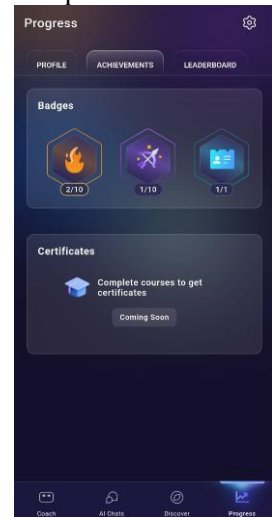 Progress
PROFILE ACHIEVEMENTS LEADERBOARD
Badges
2/10 1/10 1/1
Certificates
Complete courses to get
certificates
Coming Soon
Coach AI Chats Discover Progress